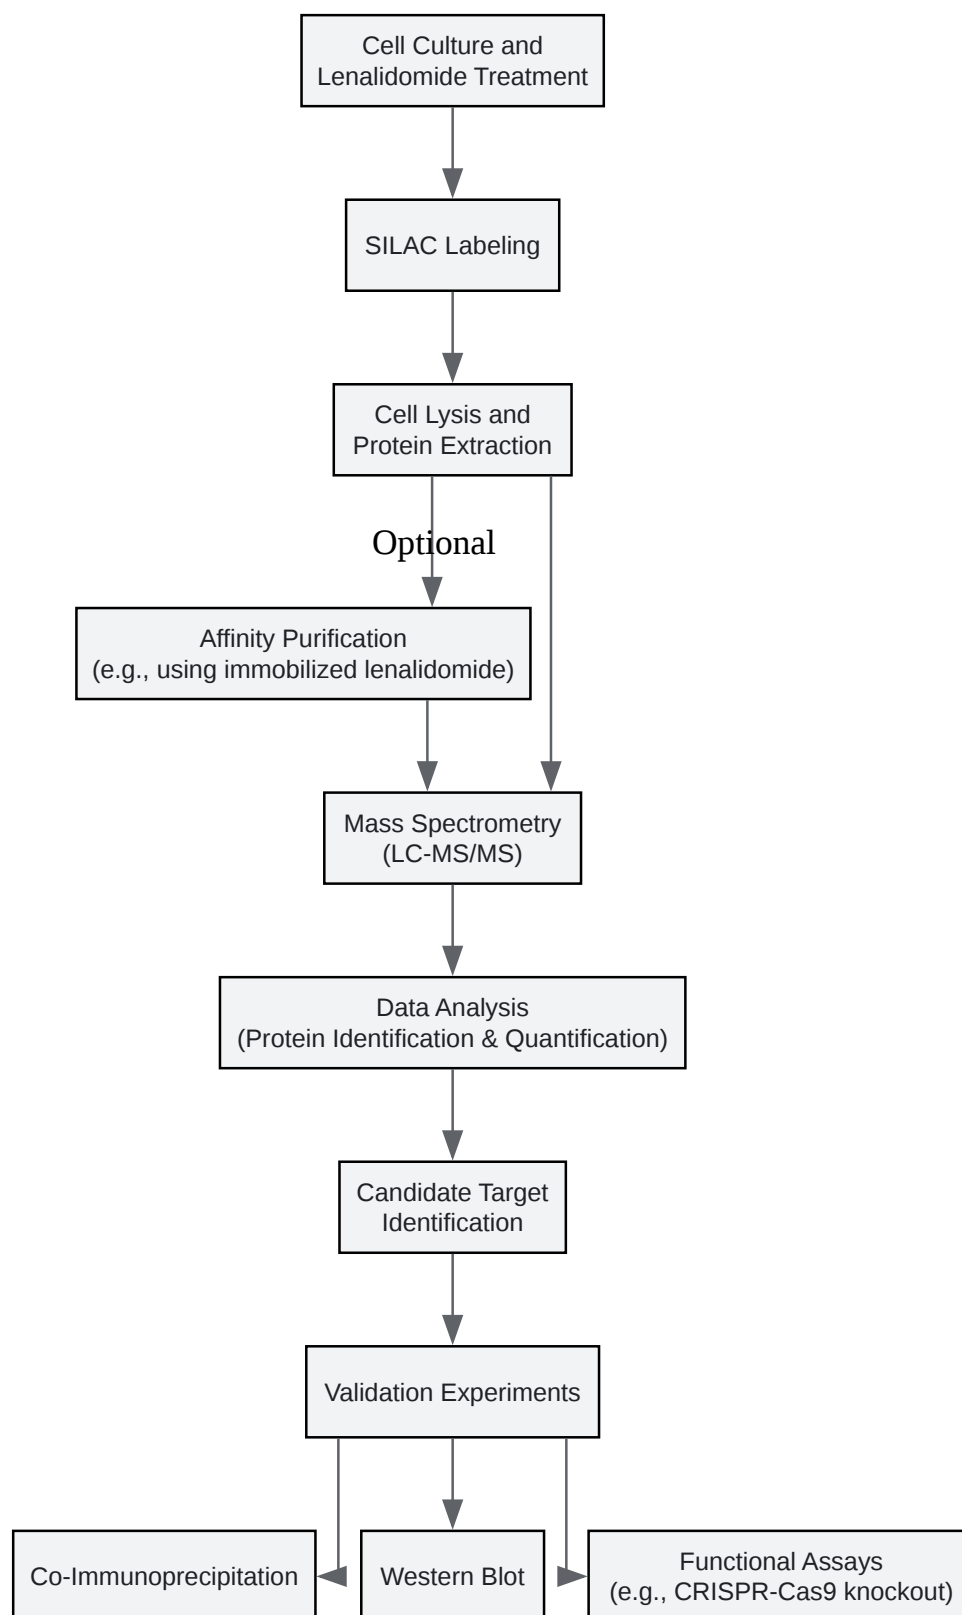 Cell Culture and
Lenalidomide Treatment
SILAC Labeling
Cell Lysis and
Protein Extraction
Optional
Affinity Purification
(e.g., using immobilized lenalidomide)
Mass Spectrometry
(LC-MS/MS)
Data Analysis
(Protein Identification & Quantification)
Candidate Target
Identification
Validation Experiments
Co-Immunoprecipitation
Western Blot
Functional Assays
(e.g., CRISPR-Cas9 knockout)